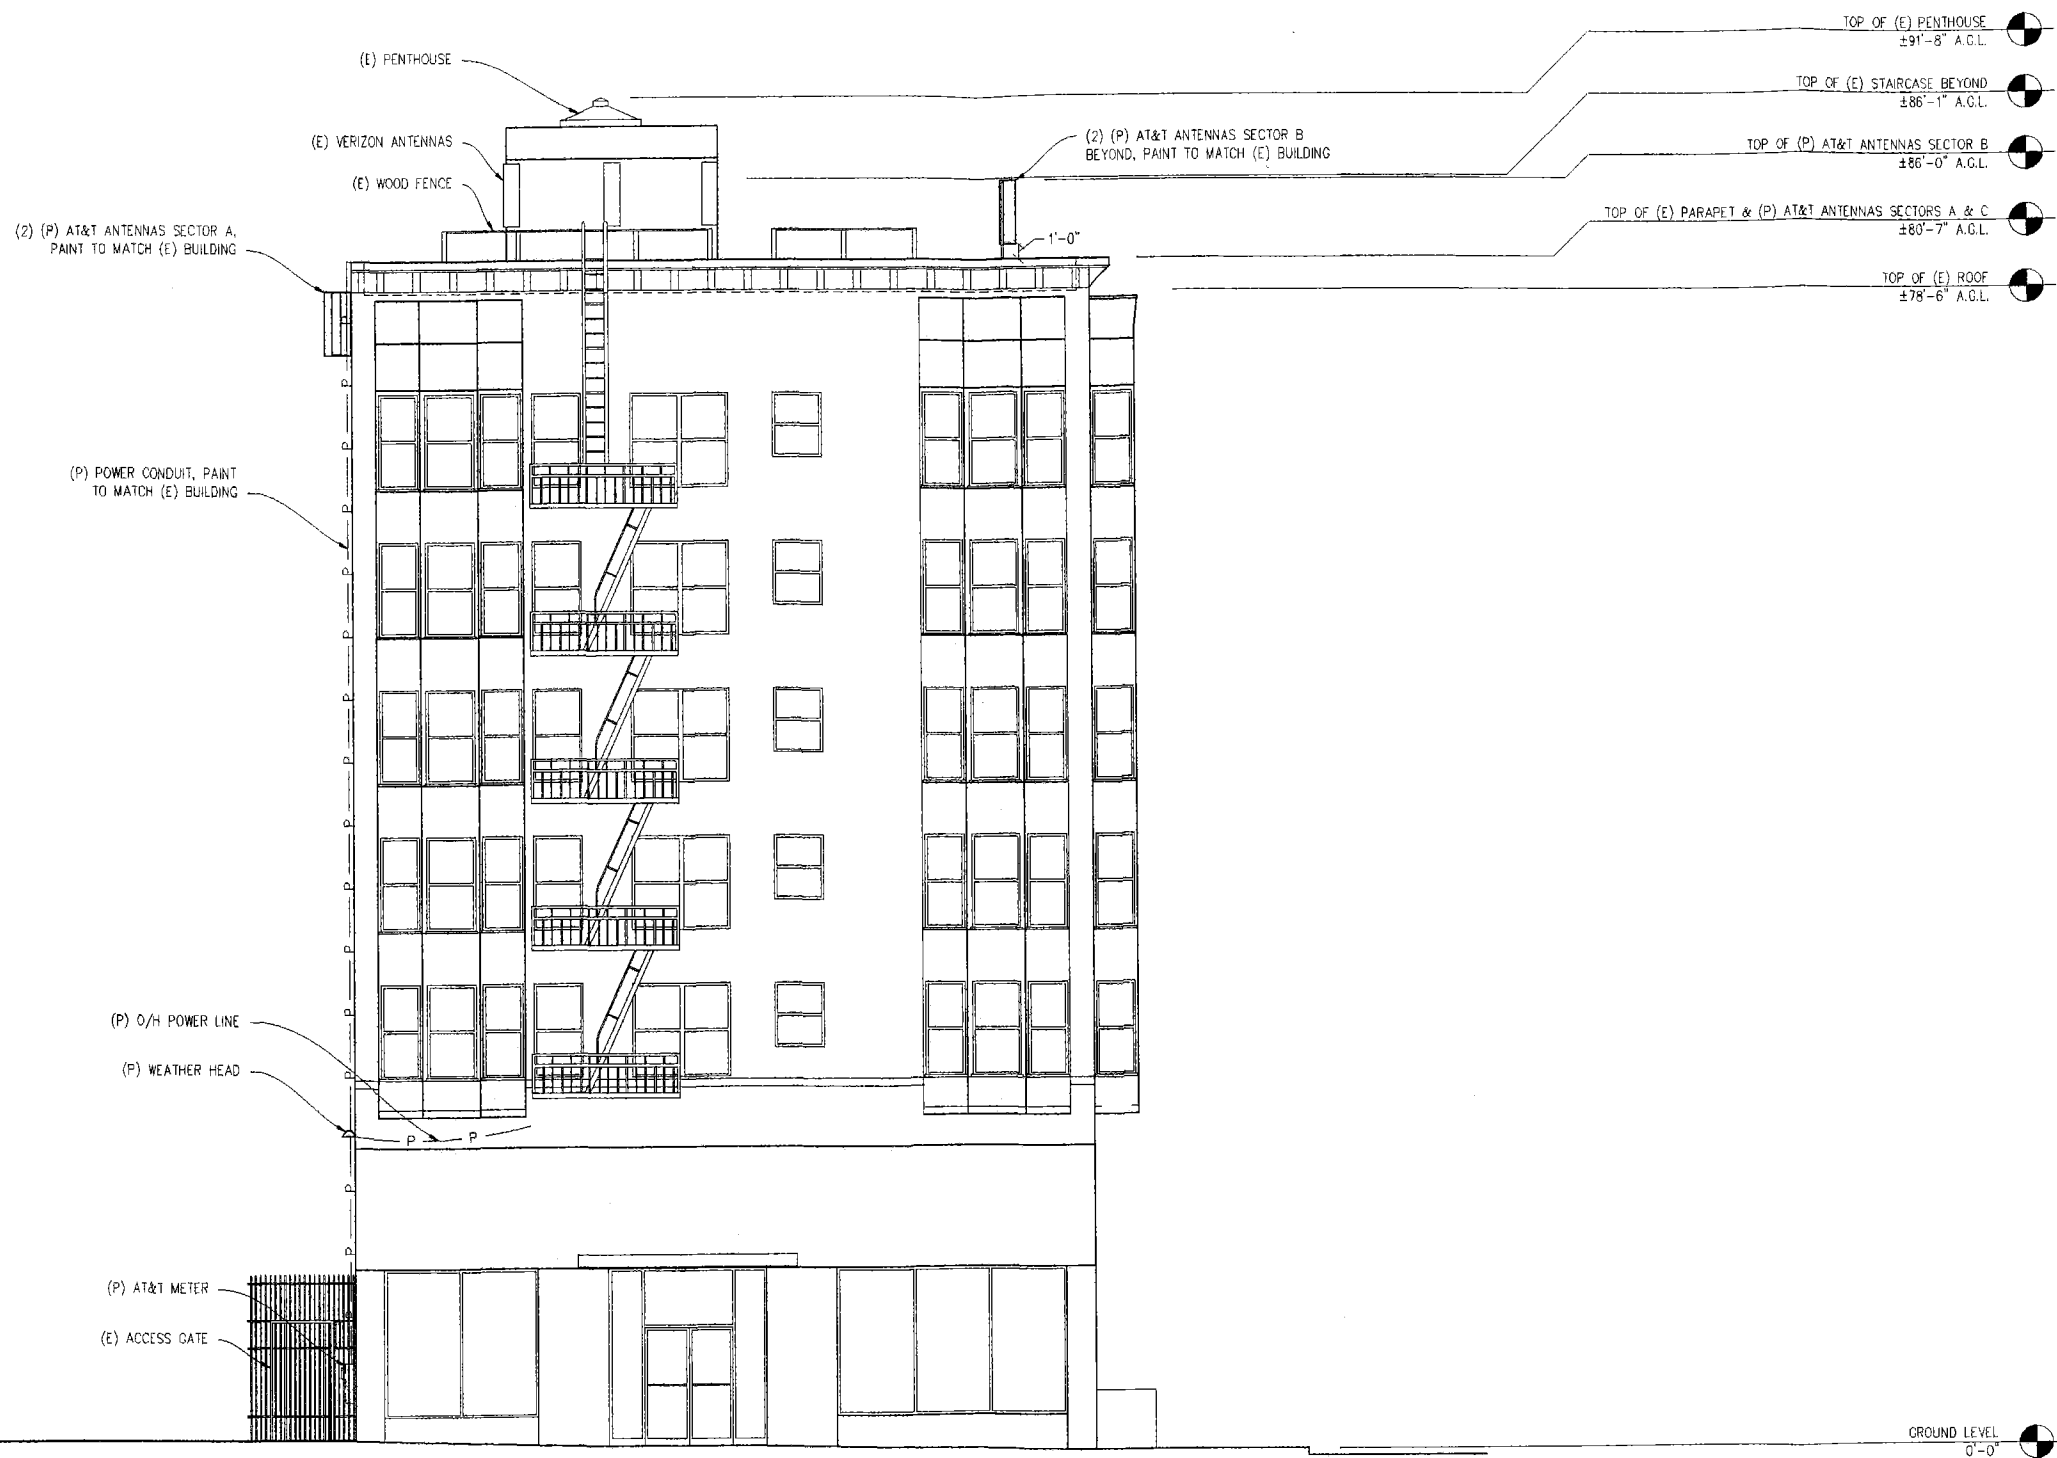 TOP OF (E) PENTHOUSE
±91'-8" A.G.L.
(E) PENTHOUSE
TOP OF (E) STAIRCASE BEYOND
±86'-1" A.G.L.
(E) VERIZON ANTENNAS
(2) (P) AT&T ANTENNAS SECTOR B
BEYOND, PAINT TO MATCH (E) BUILDING
TOP OF (P) AT&T ANTENNAS SECTOR B
±86'-0" A.G.L.
(E) WOOD FENCE
TOP OF (E) PARAPET & (P) AT&T ANTENNAS SECTORS A & C
±80'-7" A.G.L.
(2) (P) AT&T ANTENNAS SECTOR A,
PAINT TO MATCH (E) BUILDING
1'-0"
TOP OF (E) ROOF
±78'-6" A.G.L.
P
P
P
(P) POWER CONDUIT, PAINT
TO MATCH (E) BUILDING
P
P
P
P
P
P
P
P
P
(P) O/H POWER LINE
(P) WEATHER HEAD
P
P
P
P
P
(P) AT&T METER
(E) ACCESS GATE
GROUND LEVEL
0'-0"